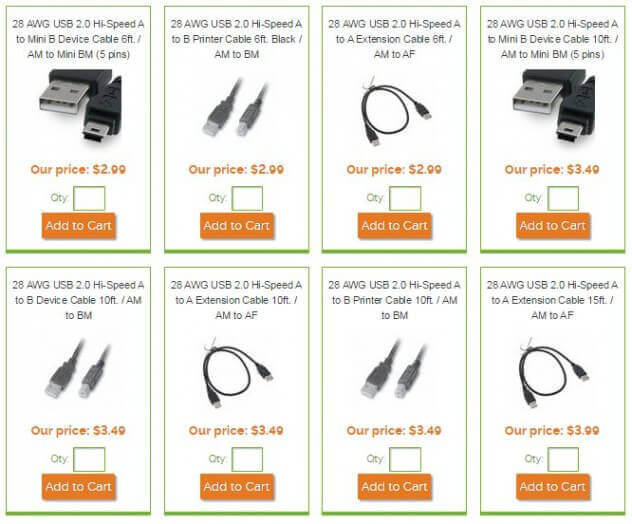 28 AWG USB 2.0 Hi-Speed A
to Mini B Device Cable 6ft. /
AM to Mini BM (5 pins)
Our price: $2.99
Qty:
Add to Cart
28 AWG USB 2.0 Hi-Speed A
to B Printer Cable 6ft. Black /
AM to BM
Our price: $2.99
Qty:
Add to Cart
28 AWG USB 2.0 Hi-Speed A
to A Extension Cable 6ft. /
AM to AF
Our price: $2.99
Qty:
Add to Cart
28 AWG USB 2.0 Hi-Speed A
to Mini B Device Cable 10ft. /
AM to Mini BM (5 pins)
Our price: $3.49
Qty:
Add to Cart
28 AWG USB 2.0 Hi-Speed A
to B Device Cable 10ft. / AM
to BM
Our price: $3.49
Qty:
Add to Cart
28 AWG USB 2.0 Hi-Speed A
to A Extension Cable 10ft. /
AM to AF
Our price: $3.49
Qty:
Add to Cart
28 AWG USB 2.0 Hi-Speed A
to B Printer Cable 10ft. / AM
to BM
Our price: $3.49
Qty:
Add to Cart
28 AWG USB 2.0 Hi-Speed A
to A Extension Cable 15ft. /
AM to AF
Our price: $3.99
Qty:
Add to Cart